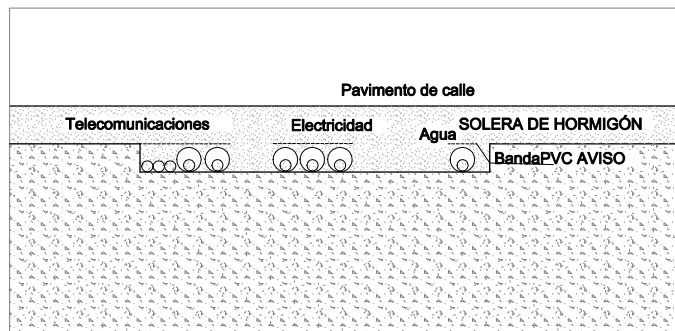 Pavimento de calle
Telecomunicaciones
Electricidad
SOLERA DE HORMIGÓN
Agua
BandaPVC AVISO